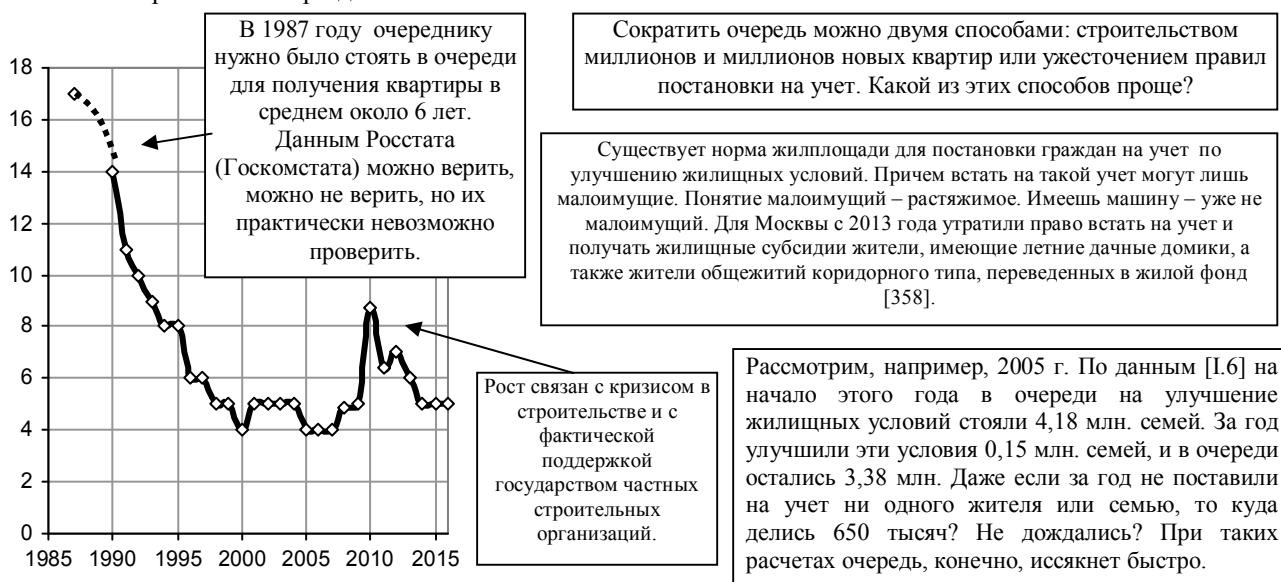 В 1987 году очереднику
нужно было стоять в очереди
для получения квартиры в
среднем около 6 лет.
Данным Росстата
(Госкомстата) можно верить,
можно не верить, но их
практически невозможно
проверить.
Сократить очередь можно двумя способами: строительством
миллионов и миллионов новых квартир или ужесточением правил
постановки на учет. Какой из этих способов проще?
Существует норма жилплощади для постановки граждан на учет по
улучшению жилищных условий. Причем встать на такой учет могут лишь
малоимущие. Понятие малоимущий – растяжимое. Имеешь машину – уже не
малоимущий. Для Москвы с 2013 года утратили право встать на учет и
получать жилищные субсидии жители, имеющие летние дачные домики, а
также жители общежитий коридорного типа, переведенных в жилой фонд
[358].
Рост связан с кризисом в
строительстве и с
фактической
поддержкой
государством частных
строительных
организаций.
Рассмотрим, например, 2005 г. По данным [I.6] на
начало этого года в очереди на улучшение
жилищных условий стояли 4,18 млн. семей. За год
улучшили эти условия 0,15 млн. семей, и в очереди
остались 3,38 млн. Даже если за год не поставили
на учет ни одного жителя или семью, то куда
делись 650 тысяч? Не дождались? При таких
расчетах очередь, конечно, иссякнет быстро.
18
16
14
12
10
8
6
4
2
0
1985 1990 1995 2000 2005 2010 2015